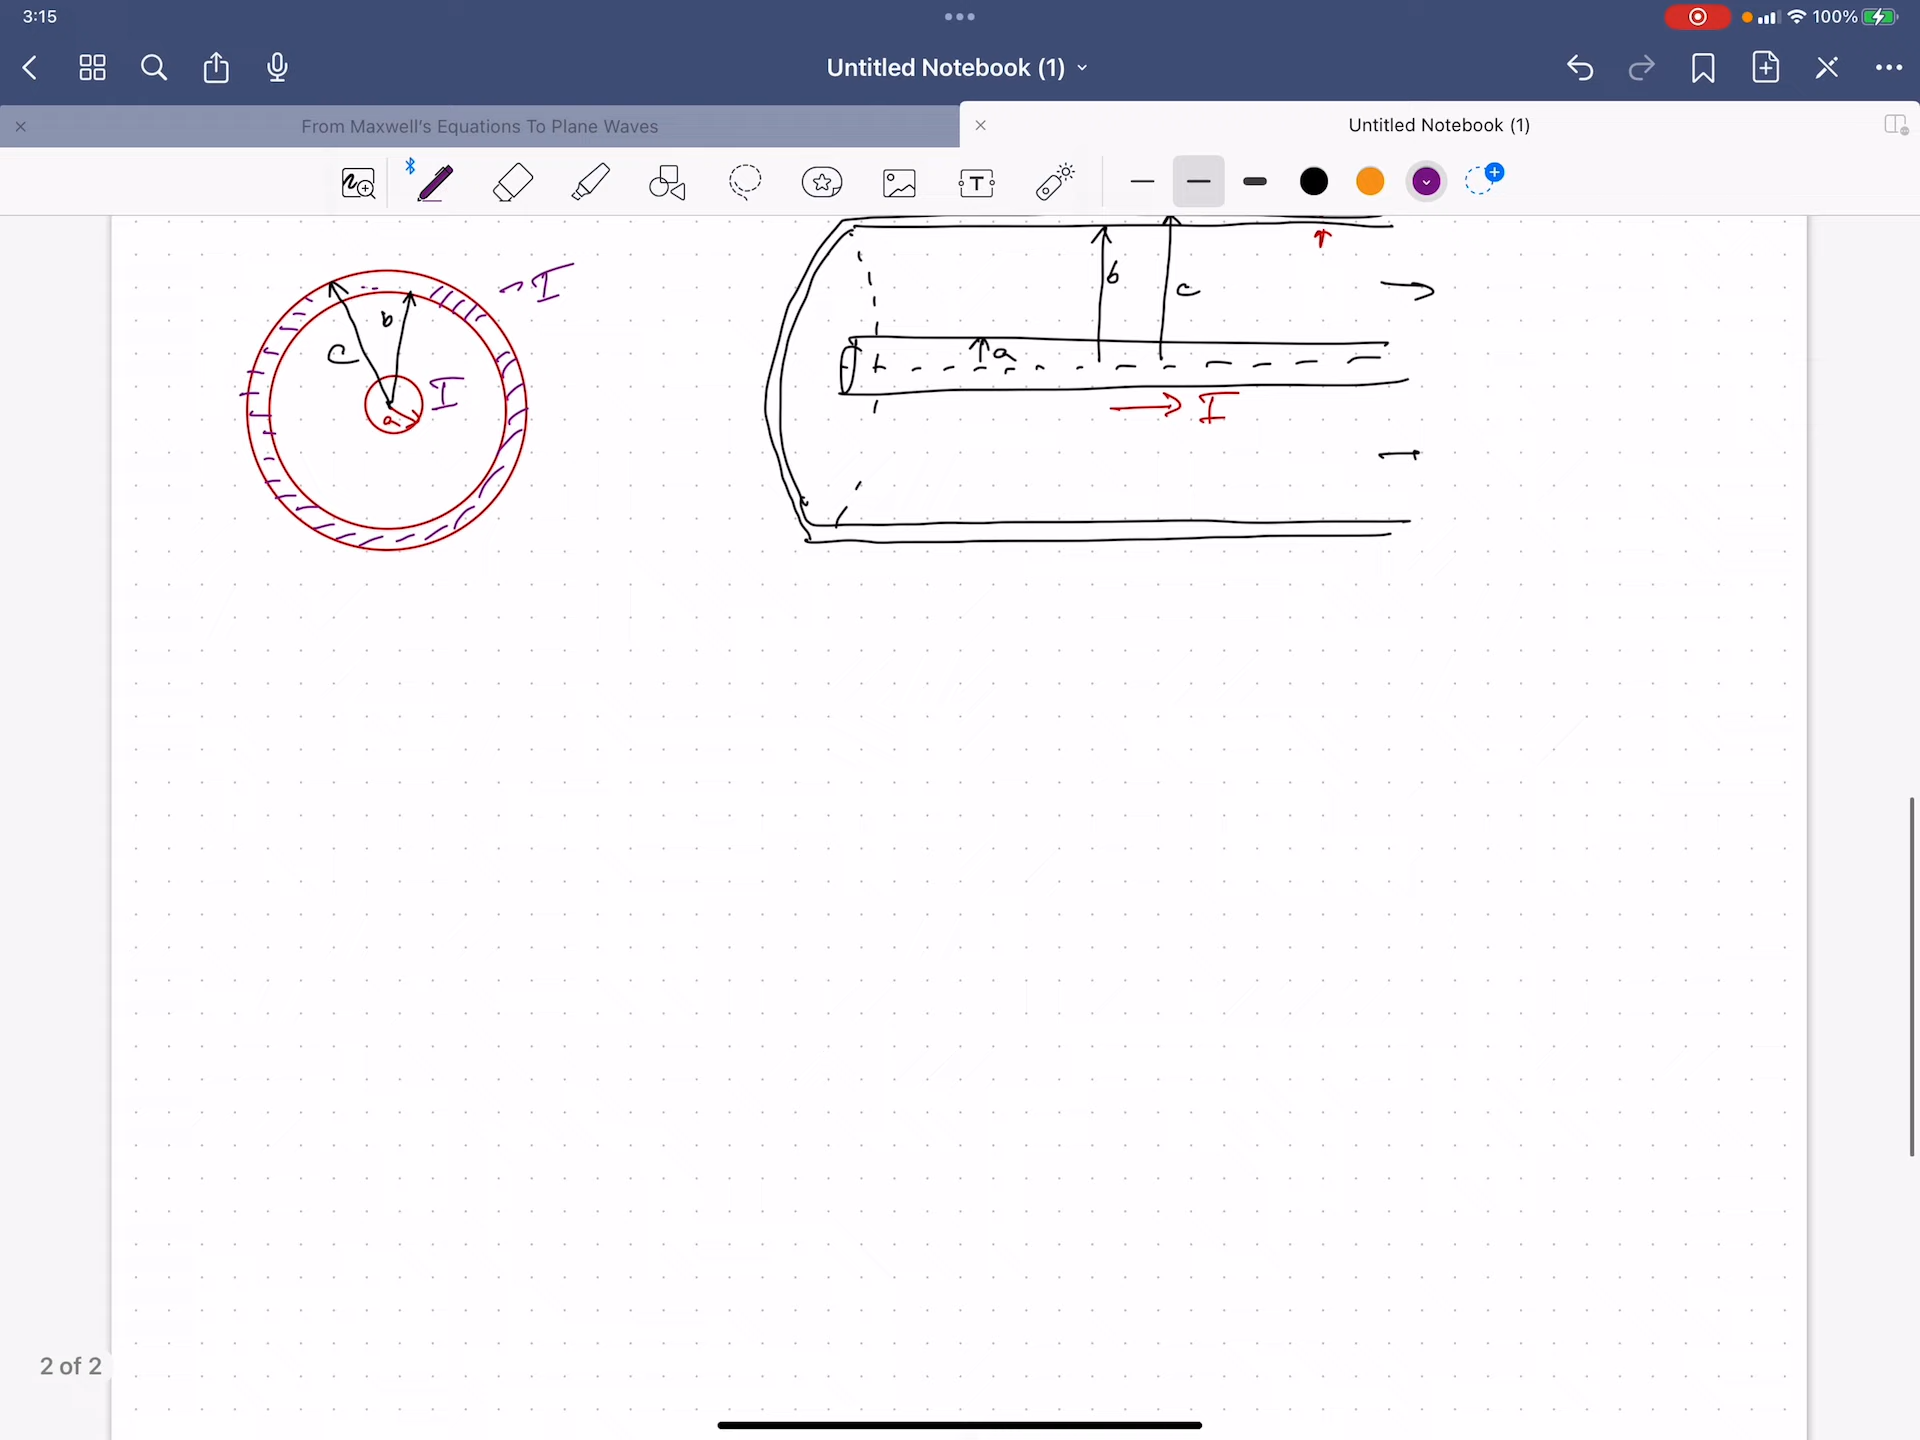 3:15
100%
Untitled Notebook (1)
From Maxwell's Equations To Plane Waves
Untitled Notebook (1)
T
I
b
c
a
I
b
c
a
I
2 of 2